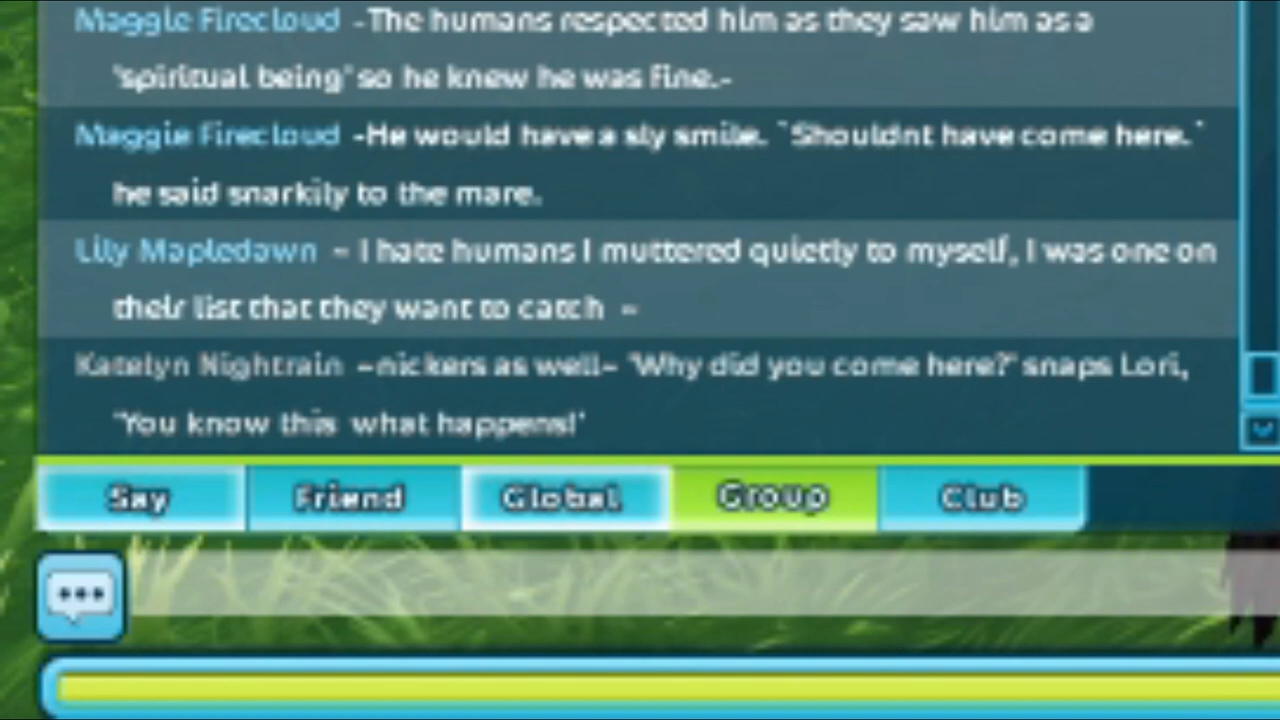 Maggie Firecloud -The humans respected him as they saw him as a
'spiritual being' so he knew he was fine.-
Maggie Firecloud -He would have a sly smile. `Shouldnt have come here.`
he said snarkily to the mare.
Lily Mapledawn ~ I hate humans I muttered quietly to myself, I was one on
their list that they want to catch ~
Katelyn Nightrain ~nickers as well~ "Why did you come here?" snaps Lori,
"You know this what happens!"
Say Friend Global Group Club